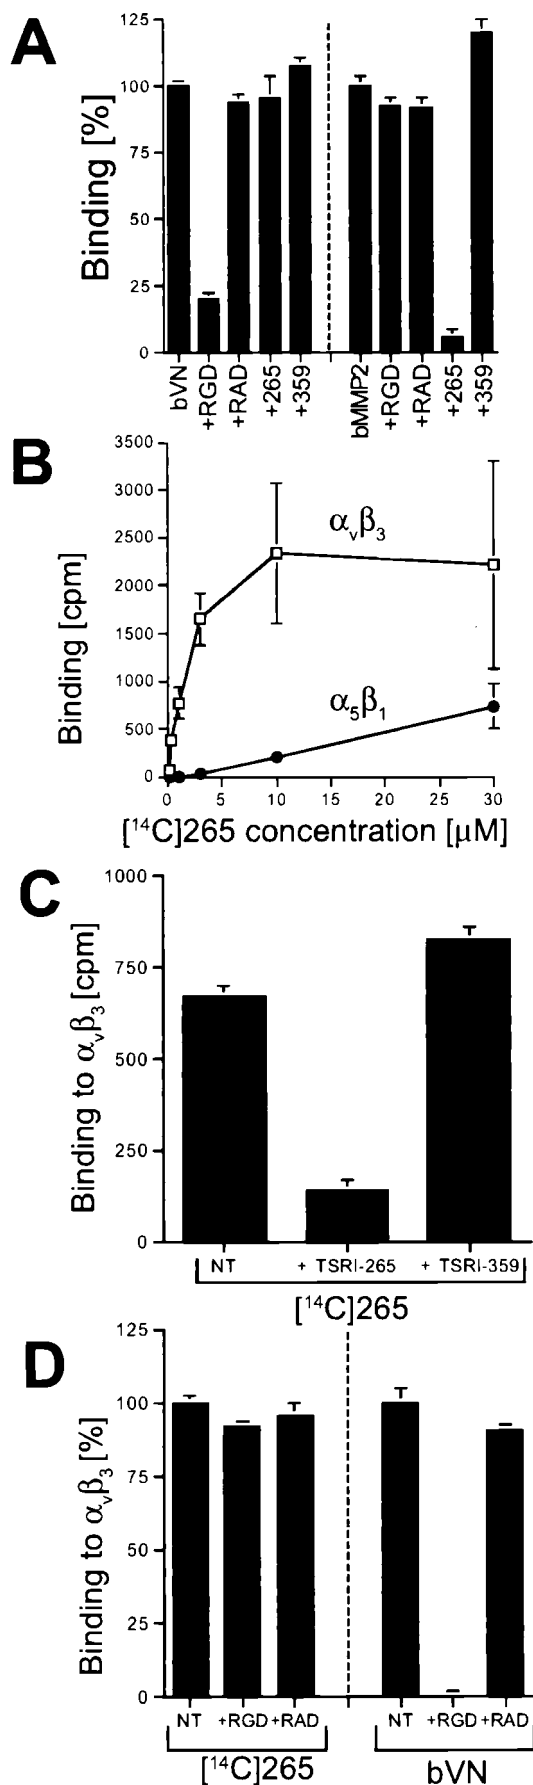 A
Binding [%]
125
100
75
50
25
0
bVN
+RGD
+RAD
+265
+359
bMMP2
+RGD
+RAD
+265
+359
B
Binding [cpm]
3500
3000
2500
2000
1500
1000
500
0
αvβ3
α5β1
0 5 10 15 20 25 30
[¹⁴C]265 concentration [μM]
C
Binding to αvβ3 [cpm]
1000
750
500
250
0
NT + TSRI-265 + TSRI-359
[¹⁴C]265
D
Binding to αvβ3 [%]
125
100
75
50
25
0
NT +RGD +RAD NT +RGD +RAD
[¹⁴C]265 bVN